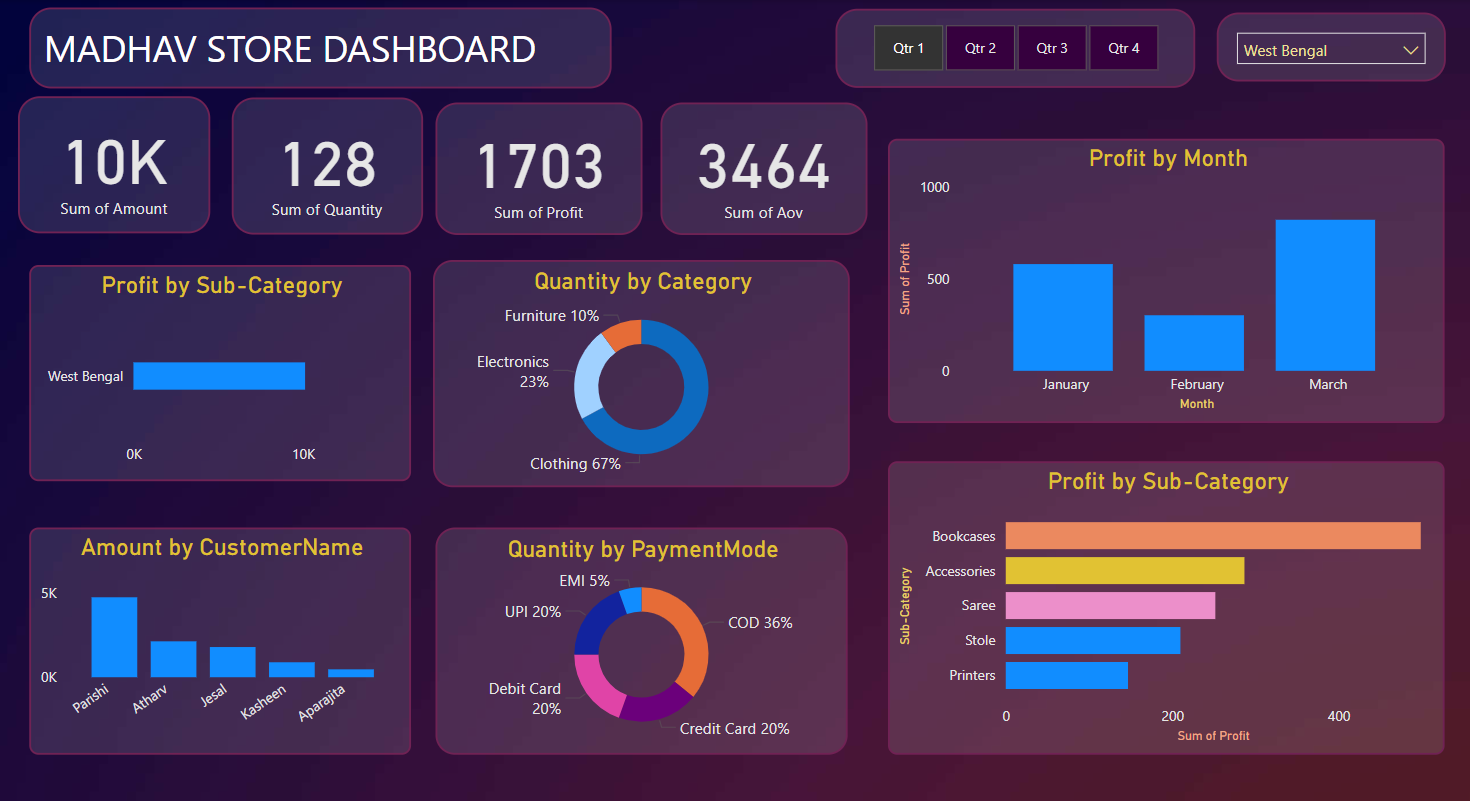 MADHAV STORE DASHBOARD
Qtr 1 Qtr 2 Qtr 3 Qtr 4
West Bengal
10K
Sum of Amount
128
Sum of Quantity
1703
Sum of Profit
3464
Sum of Aov
Profit by Month
1000
500
0
Sum of Profit
January February March
Month
Profit by Sub-Category
West Bengal
0K 10K
Quantity by Category
Furniture 10%
Electronics
23%
Clothing 67%
Profit by Sub-Category
Sub-Category
Bookcases
Accessories
Saree
Stole
Printers
0 200 400
Sum of Profit
Amount by CustomerName
5K
0K
Parishi Atharv Jesal Kasheen Aparajita
Quantity by PaymentMode
EMI 5%
UPI 20%
COD 36%
Debit Card
20%
Credit Card 20%